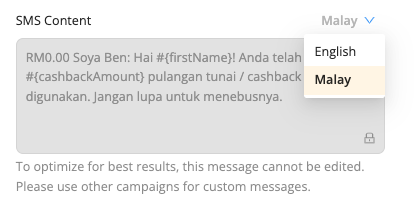 SMS Content
Malay
English
Malay
RM0.00 Soya Ben: Hai #{firstName}! Anda telah
#{cashbackAmount} pulangan tunai / cashback
digunakan. Jangan lupa untuk menebusnya.
To optimize for best results, this message cannot be edited.
Please use other campaigns for custom messages.